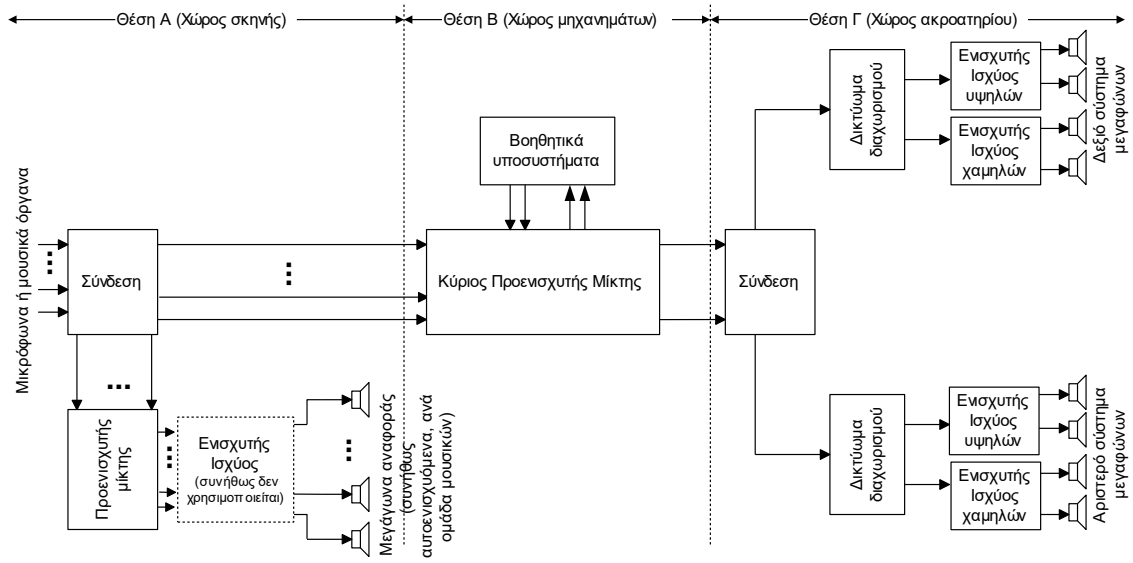 Θέση Α (Χώρος σκηνής)
Θέση Β (Χώρος μηχανημάτων)
Θέση Γ (Χώρος ακροατηρίου)
Μικρόφωνα ή μουσικά όργανα
Σύνδεση
Προενισχυτής
μίκτης
Ενισχυτής
Ισχύος
(συνήθως δεν
χρησιμοποιείται)
Μεγάγωνα αναφοράς
(συνήθως
αυτοενισχυόμενα, ανά
ομάδα μουσικών)
Βοηθητικά
υποσυστήματα
Κύριος Προενισχυτής Μίκτης
Σύνδεση
Δικτύωμα
διαχωρισμού
Ενισχυτής
Ισχύος
υψηλών
Ενισχυτής
Ισχύος
χαμηλών
Δεξιό σύστημα
μεγαφώνων
Δικτύωμα
διαχωρισμού
Ενισχυτής
Ισχύος
υψηλών
Ενισχυτής
Ισχύος
χαμηλών
Αριστερό σύστημα
μεγαφώνων